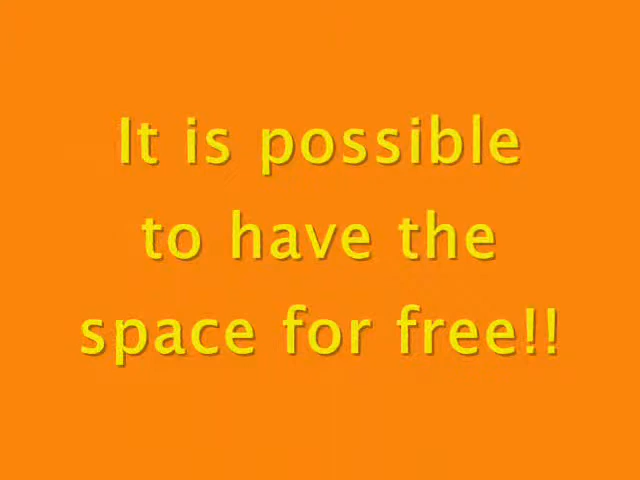 It is possible
to have the
space for free!!